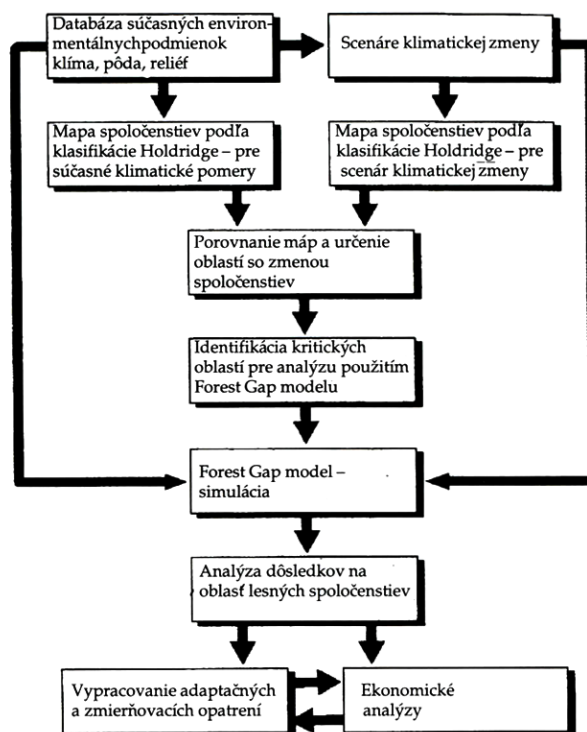 Databáza súčasných environ-
mentálnychpodmienok
klíma, pôda, reliéf
Scenáre klimatickej zmeny
Mapa spoločenstiev podľa
klasifikácie Holdridge – pre
súčasné klimatické pomery
Mapa spoločenstiev podľa
klasifikácie Holdridge – pre
scenár klimatickej zmeny
Porovnanie máp a určenie
oblastí so zmenou
spoločenstiev
Identifikácia kritických
oblastí pre analýzu použitím
Forest Gap modelu
Forest Gap model –
simulácia
Analýza dôsledkov na
oblasť lesných spoločenstiev
Vypracovanie adaptačných
a zmierňovacích opatrení
Ekonomické
analýzy